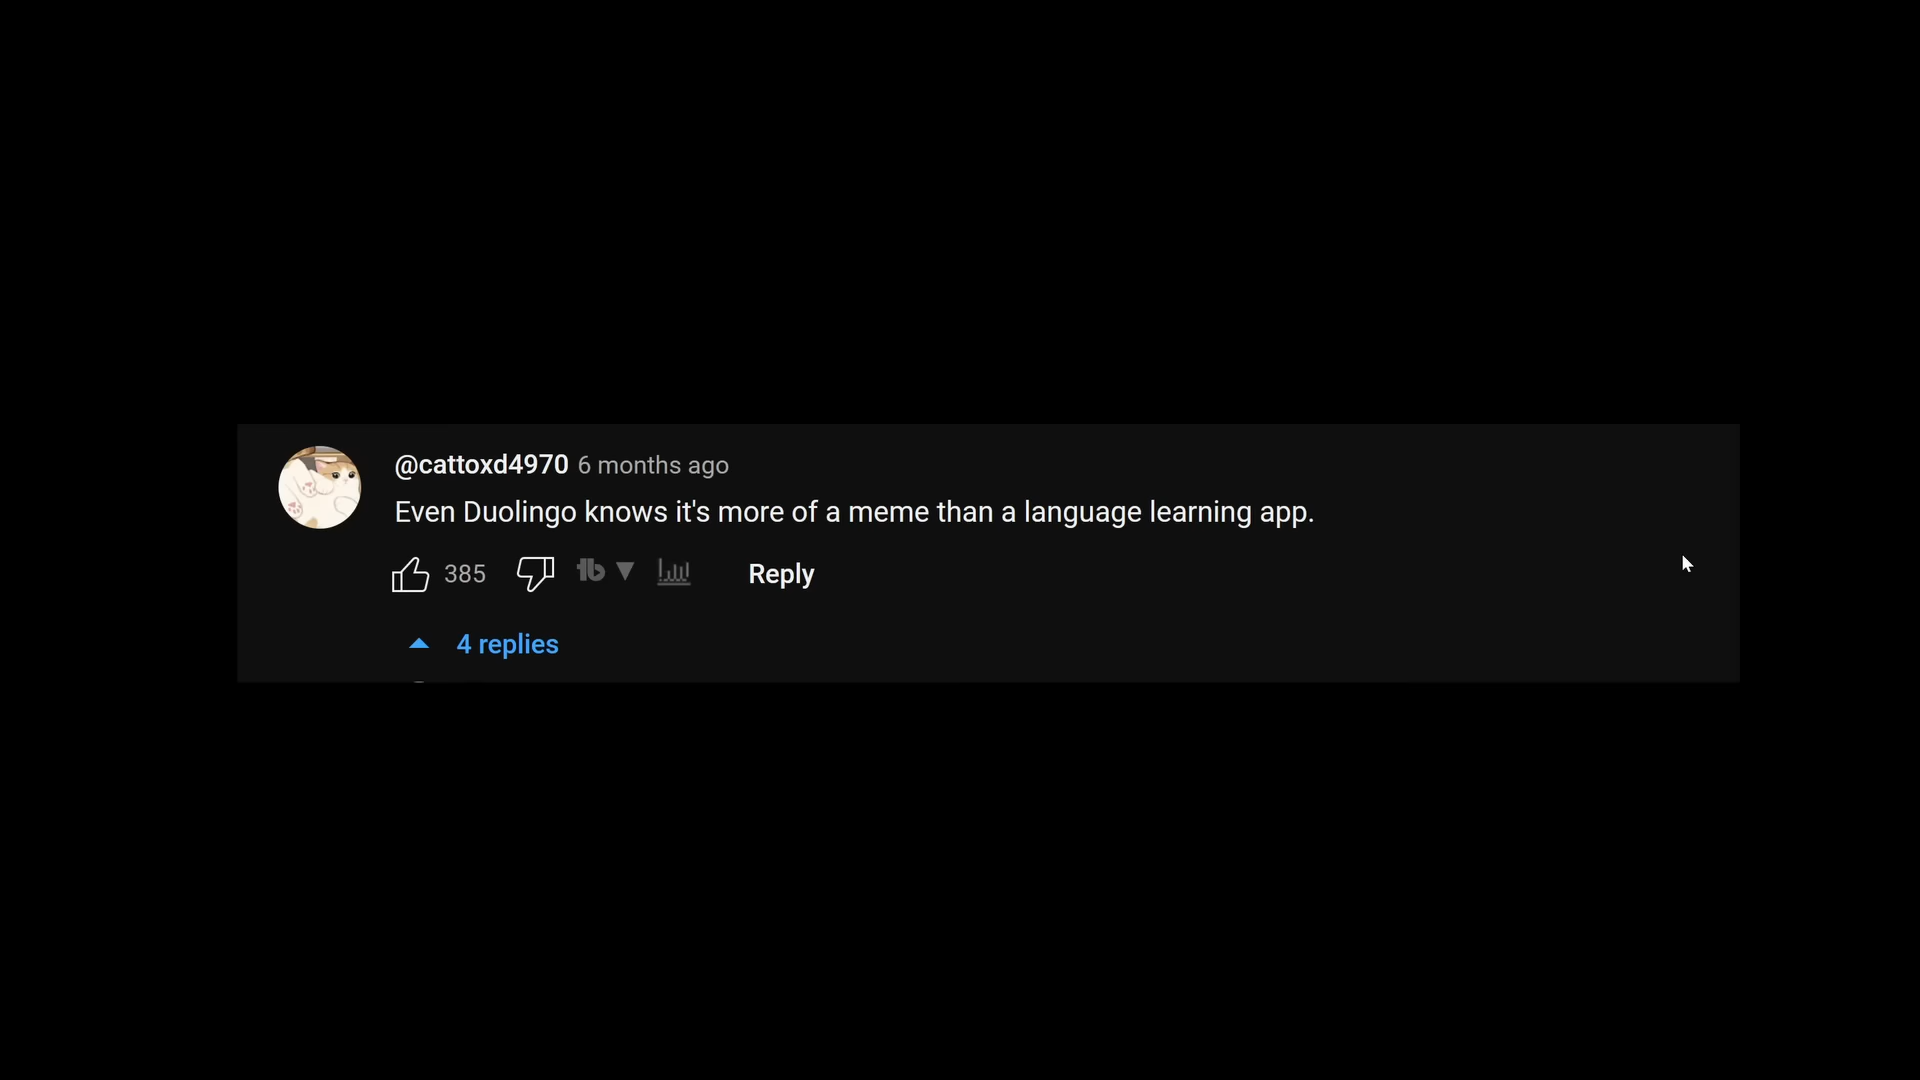 @cattoxd4970 6 months ago
Even Duolingo knows it's more of a meme than a language learning app.
385 tb Reply
4 replies